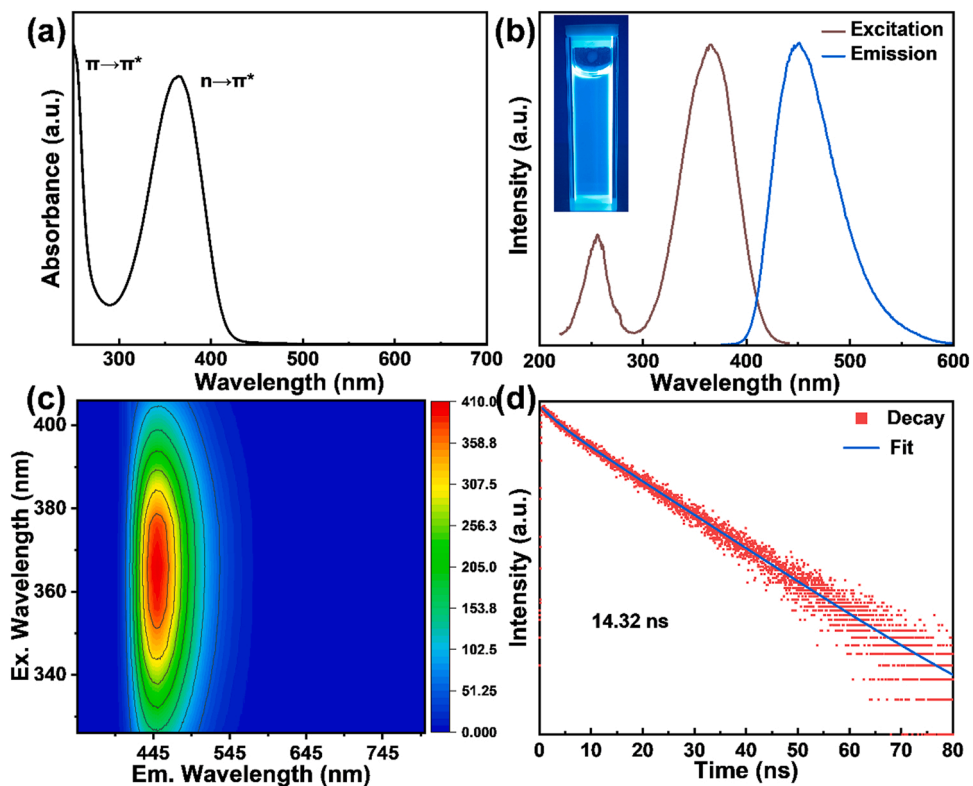 (a)
π→π*
n→π*
Absorbance (a.u.)
300 400 500 600 700
Wavelength (nm)
(b)
Excitation
Emission
Intensity (a.u.)
200 300 400 500 600
Wavelength (nm)
(c)
400
380
360
340
Ex. Wavelength (nm)
445 545 645 745
Em. Wavelength (nm)
410.0
358.8
307.5
256.3
205.0
153.8
102.5
51.25
0.000
(d)
Decay
Fit
14.32 ns
Intensity (a.u.)
0 10 20 30 40 50 60 70 80
Time (ns)